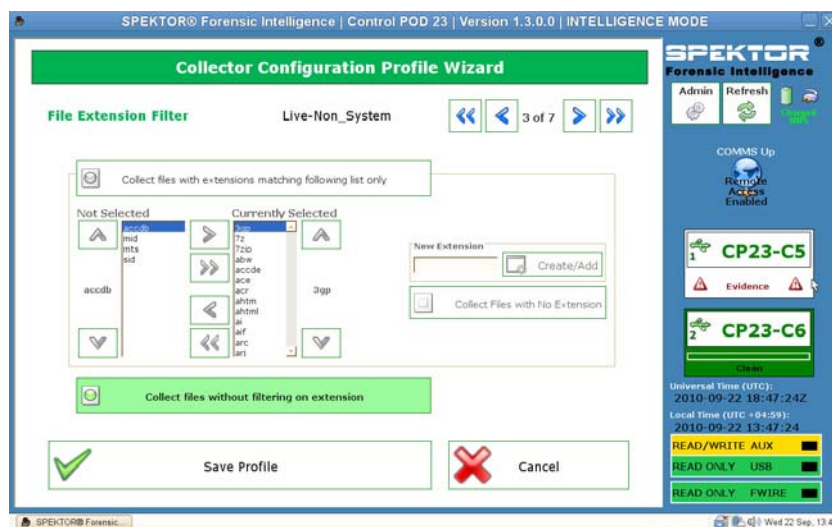 SPEKTOR® Forensic Intelligence | Control POD 23 | Version 1.3.0.0 | INTELLIGENCE MODE
Collector Configuration Profile Wizard
File Extension Filter
Live-Non_System
3 of 7
Collect files with extensions matching following list only
Not Selected
accdb
mid
mts
sid
accdb
Currently Selected
3gp
7z
7zip
abw
accde
ace
acr
ahtm
ahtml
ai
aif
arc
arj
3gp
New Extension
Create/Add
Collect Files with No Extension
Collect files without filtering on extension
Save Profile
Cancel
SPEKTOR®
Forensic Intelligence
Admin
Refresh
Charged
100%
COMMS Up
Remote
Access
Enabled
1
CP23-C5
Evidence
2
CP23-C6
Clean
Universal Time (UTC):
2010-09-22 18:47:24Z
Local Time (UTC +04:59):
2010-09-22 13:47:24
READ/WRITE AUX
READ ONLY USB
READ ONLY FWIRE
SPEKTOR® Forensic...
Wed 22 Sep, 13:4